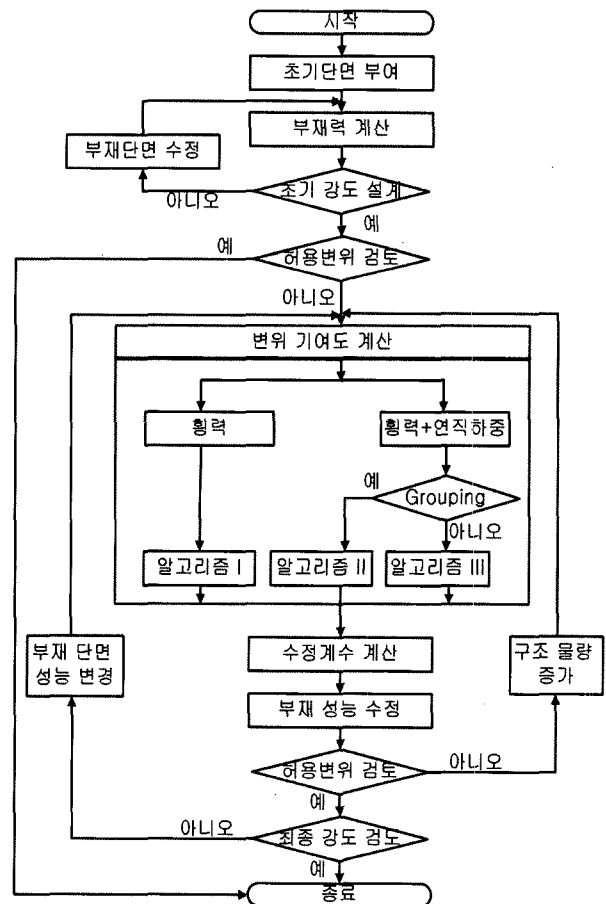 시작
초기단면 부여
부재력 계산
부재단면 수정
초기 강도 설계
아니오
예
예
허용변위 검토
아니오
변위 기여도 계산
횡력
횡력+연직하중
예
Grouping
아니오
알고리즘 I
알고리즘 II
알고리즘 III
부재 단면
성능 변경
수정계수 계산
구조 물량
증가
부재 성능 수정
허용변위 검토
아니오
예
아니오
최종 강도 검도
예
종료